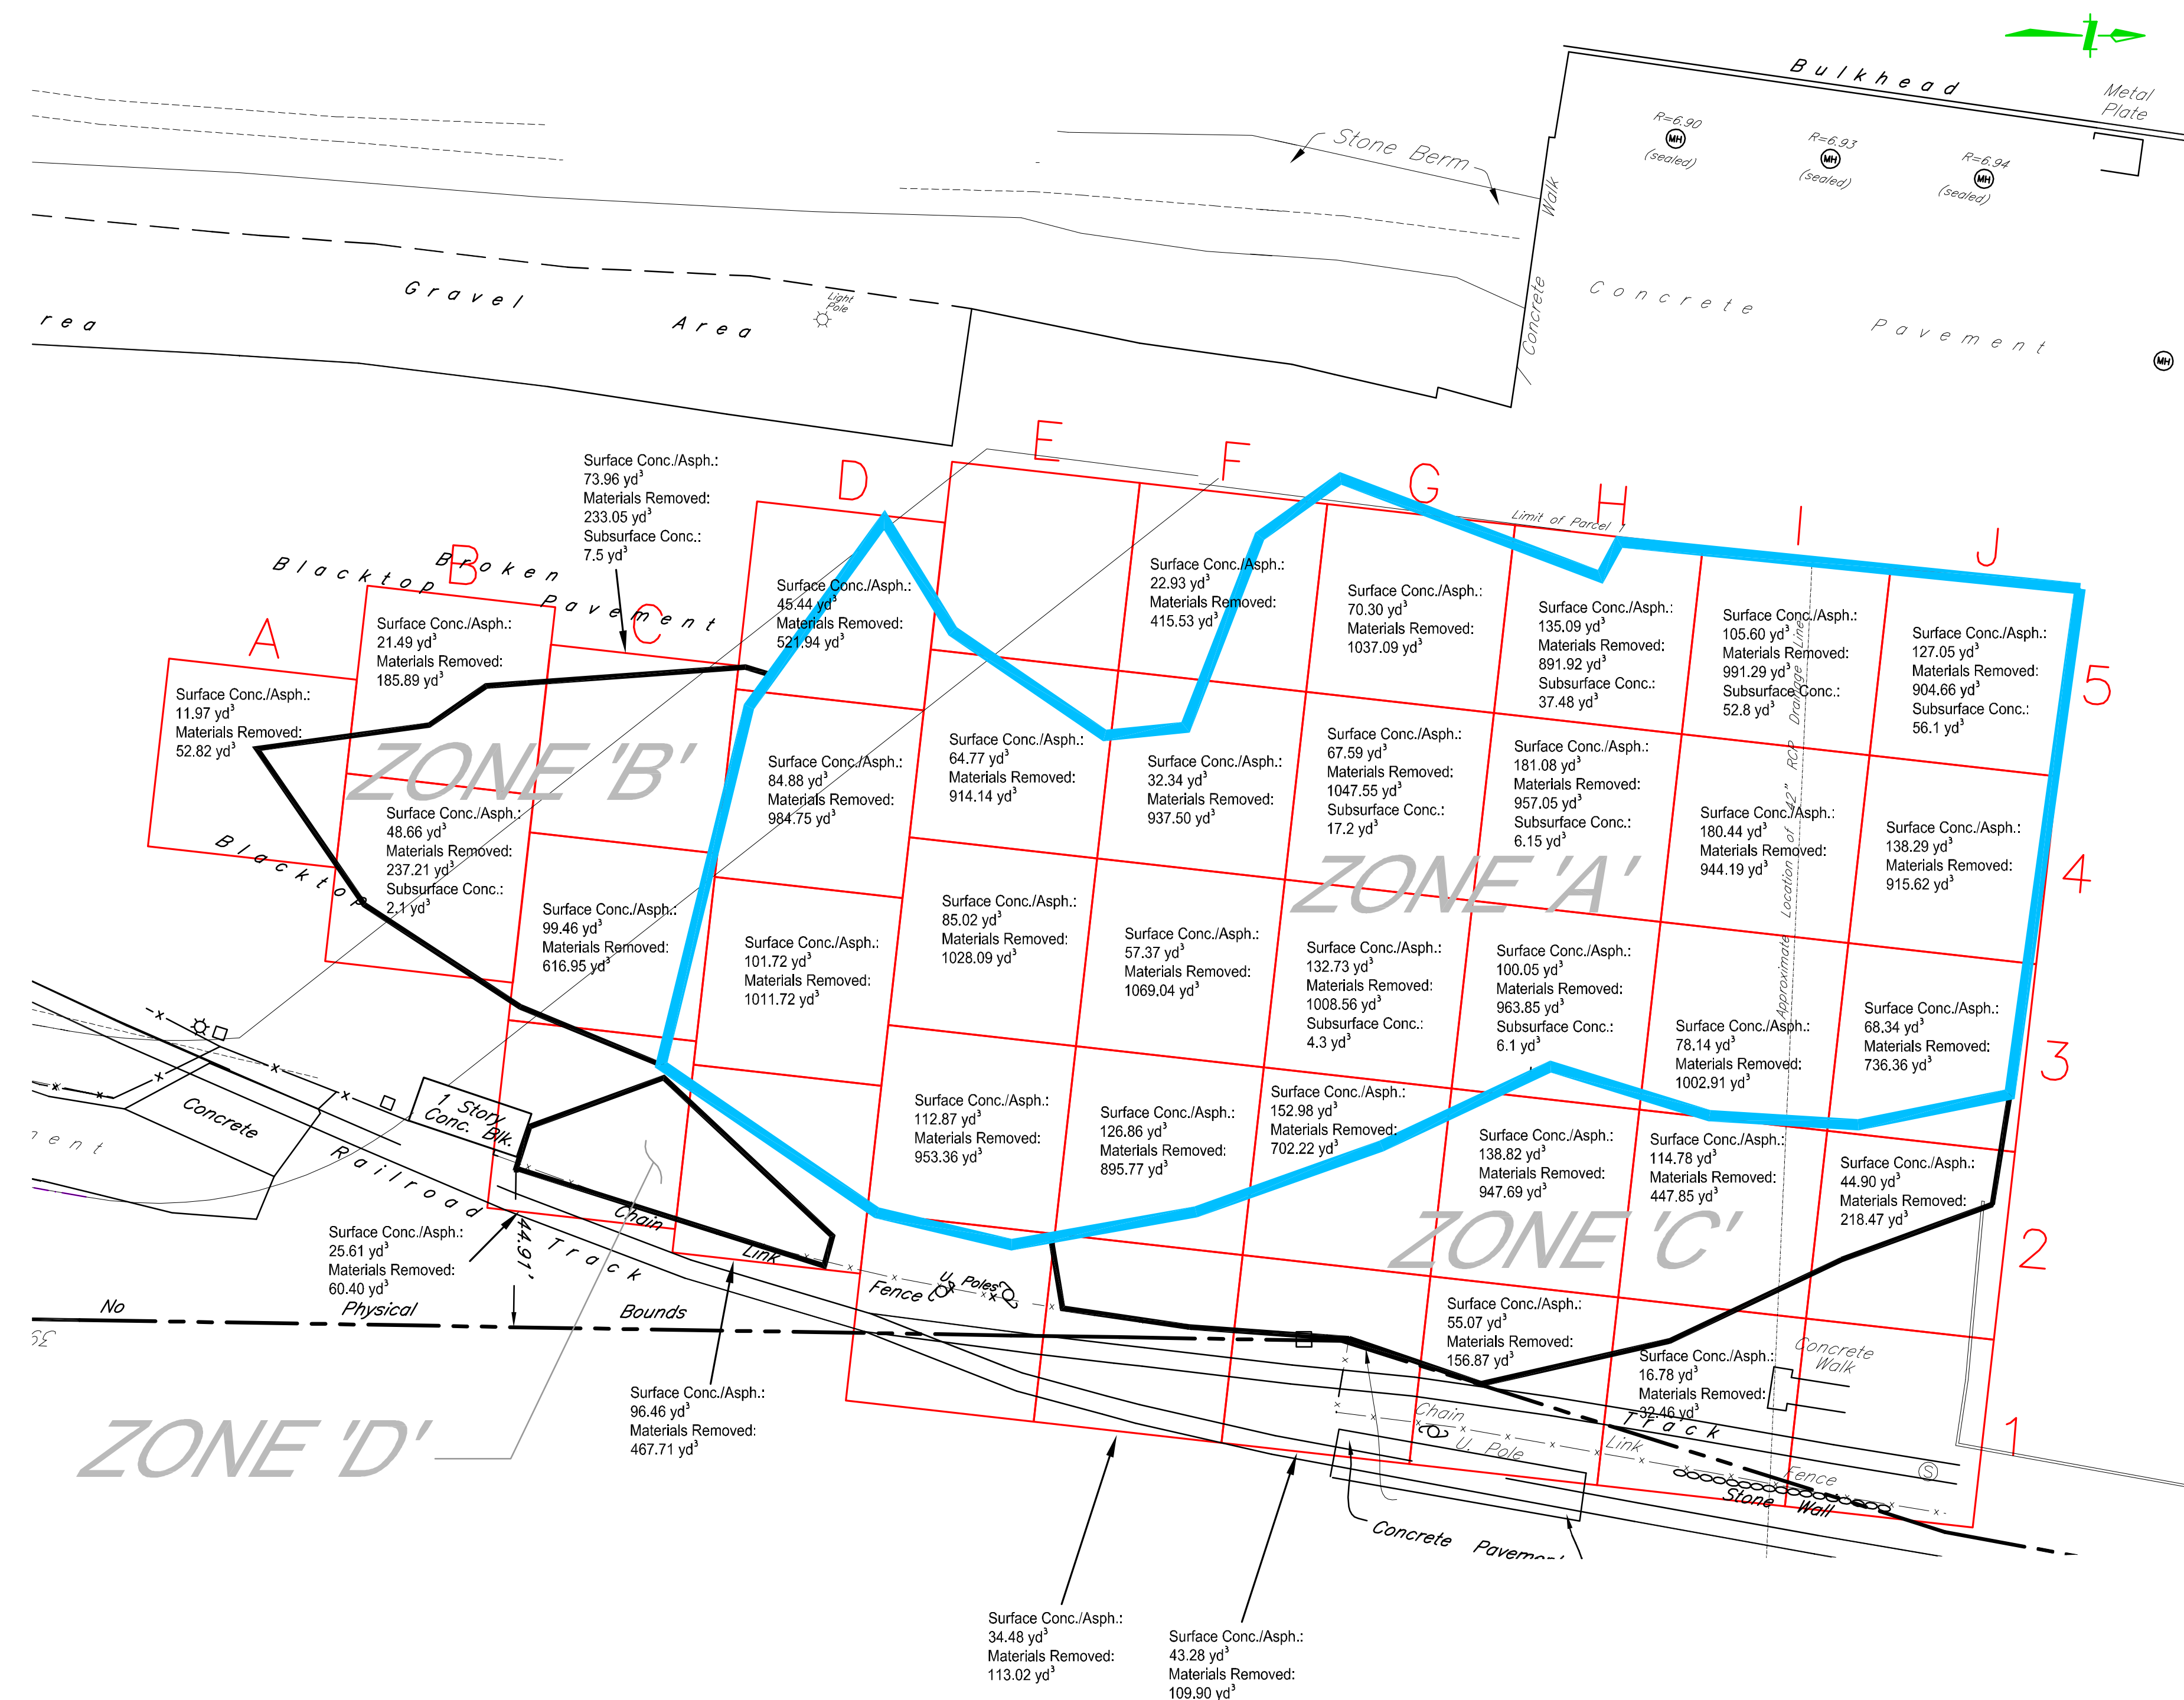 Bulkhead
Metal
Plate
R=6.90
MH
(sealed)
R=6.93
MH
(sealed)
R=6.94
MH
(sealed)
Stone Berm
Concrete Walk
Concrete Pavement
MH
Gravel Area
rea
Light
Pole
A
B
C
D
E
F
G
H
I
J
5
4
3
2
1
Limit of Parcel 1
Broken
Blacktop
Pavement
Blacktop
Surface Conc./Asph.:
73.96 yd³
Materials Removed:
233.05 yd³
Subsurface Conc.:
7.5 yd³
Surface Conc./Asph.:
11.97 yd³
Materials Removed:
52.82 yd³
Surface Conc./Asph.:
21.49 yd³
Materials Removed:
185.89 yd³
Surface Conc./Asph.:
45.44 yd³
Materials Removed:
521.94 yd³
Surface Conc./Asph.:
22.93 yd³
Materials Removed:
415.53 yd³
Surface Conc./Asph.:
70.30 yd³
Materials Removed:
1037.09 yd³
Surface Conc./Asph.:
135.09 yd³
Materials Removed:
891.92 yd³
Subsurface Conc.:
37.48 yd³
Surface Conc./Asph.:
105.60 yd³
Materials Removed:
991.29 yd³
Subsurface Conc.:
52.8 yd³
Surface Conc./Asph.:
127.05 yd³
Materials Removed:
904.66 yd³
Subsurface Conc.:
56.1 yd³
ZONE 'B'
Surface Conc./Asph.:
48.66 yd³
Materials Removed:
237.21 yd³
Subsurface Conc.:
2.1 yd³
Surface Conc./Asph.:
84.88 yd³
Materials Removed:
984.75 yd³
Surface Conc./Asph.:
64.77 yd³
Materials Removed:
914.14 yd³
Surface Conc./Asph.:
32.34 yd³
Materials Removed:
937.50 yd³
Surface Conc./Asph.:
67.59 yd³
Materials Removed:
1047.55 yd³
Subsurface Conc.:
17.2 yd³
Surface Conc./Asph.:
181.08 yd³
Materials Removed:
957.05 yd³
Subsurface Conc.:
6.15 yd³
Surface Conc./Asph.:
180.44 yd³
Materials Removed:
944.19 yd³
Surface Conc./Asph.:
138.29 yd³
Materials Removed:
915.62 yd³
ZONE 'A'
Approximate Location of 42" RCP Drainage Line
Surface Conc./Asph.:
99.46 yd³
Materials Removed:
616.95 yd³
Surface Conc./Asph.:
101.72 yd³
Materials Removed:
1011.72 yd³
Surface Conc./Asph.:
85.02 yd³
Materials Removed:
1028.09 yd³
Surface Conc./Asph.:
57.37 yd³
Materials Removed:
1069.04 yd³
Surface Conc./Asph.:
132.73 yd³
Materials Removed:
1008.56 yd³
Subsurface Conc.:
4.3 yd³
Surface Conc./Asph.:
100.05 yd³
Materials Removed:
963.85 yd³
Subsurface Conc.:
6.1 yd³
Surface Conc./Asph.:
78.14 yd³
Materials Removed:
1002.91 yd³
Surface Conc./Asph.:
68.34 yd³
Materials Removed:
736.36 yd³
Surface Conc./Asph.:
112.87 yd³
Materials Removed:
953.36 yd³
Surface Conc./Asph.:
126.86 yd³
Materials Removed:
895.77 yd³
Surface Conc./Asph.:
152.98 yd³
Materials Removed:
702.22 yd³
Surface Conc./Asph.:
138.82 yd³
Materials Removed:
947.69 yd³
Surface Conc./Asph.:
114.78 yd³
Materials Removed:
447.85 yd³
Surface Conc./Asph.:
44.90 yd³
Materials Removed:
218.47 yd³
ZONE 'C'
Concrete
1 Story
Conc. Blk.
ent
Railroad Track
Chain Link Fence
U. Poles
44.91'
Surface Conc./Asph.:
25.61 yd³
Materials Removed:
60.40 yd³
No Physical Bounds
39
Surface Conc./Asph.:
55.07 yd³
Materials Removed:
156.87 yd³
Surface Conc./Asph.:
16.78 yd³
Materials Removed:
32.46 yd³
Concrete
Walk
Surface Conc./Asph.:
96.46 yd³
Materials Removed:
467.71 yd³
ZONE 'D'
Chain Link Fence
U. Pole
Track
S
Stone Wall
Concrete Pavement
Surface Conc./Asph.:
34.48 yd³
Materials Removed:
113.02 yd³
Surface Conc./Asph.:
43.28 yd³
Materials Removed:
109.90 yd³